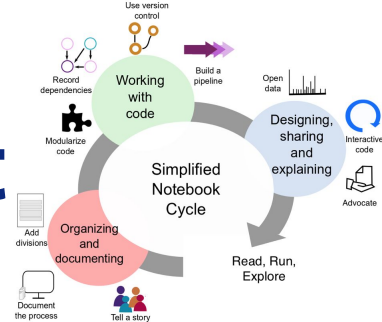 Use version
control
Record
dependencies
Working
with
code
Build a
pipeline
Modularize
code
Open
data
Designing,
sharing
and
explaining
Interactive
code
Advocate
Simplified
Notebook
Cycle
Add
divisions
Organizing
and
documenting
Read, Run,
Explore
Document
the process
Tell a story